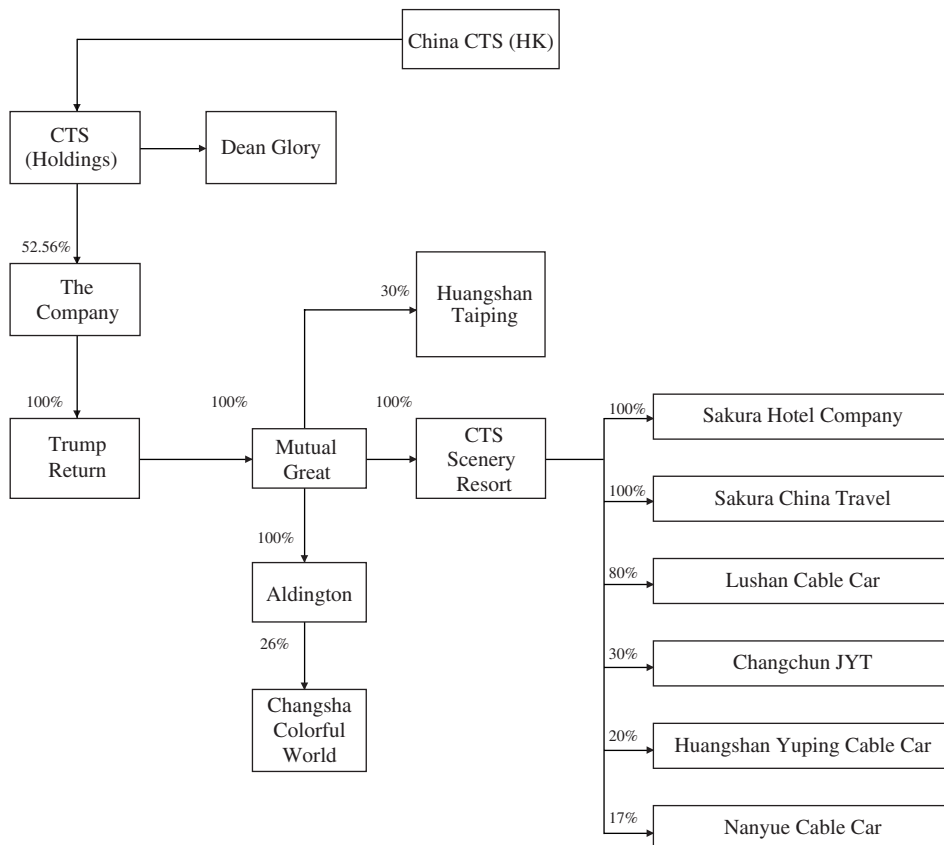 China CTS (HK)
CTS
(Holdings)
Dean Glory
52.56%
The
Company
30%
Huangshan
Taiping
100%
100%
100%
Trump
Return
Mutual
Great
CTS
Scenery
Resort
100%
Sakura Hotel Company
100%
Sakura China Travel
100%
Aldington
80%
Lushan Cable Car
26%
Changsha
Colorful
World
30%
Changchun JYT
20%
Huangshan Yuping Cable Car
17%
Nanyue Cable Car